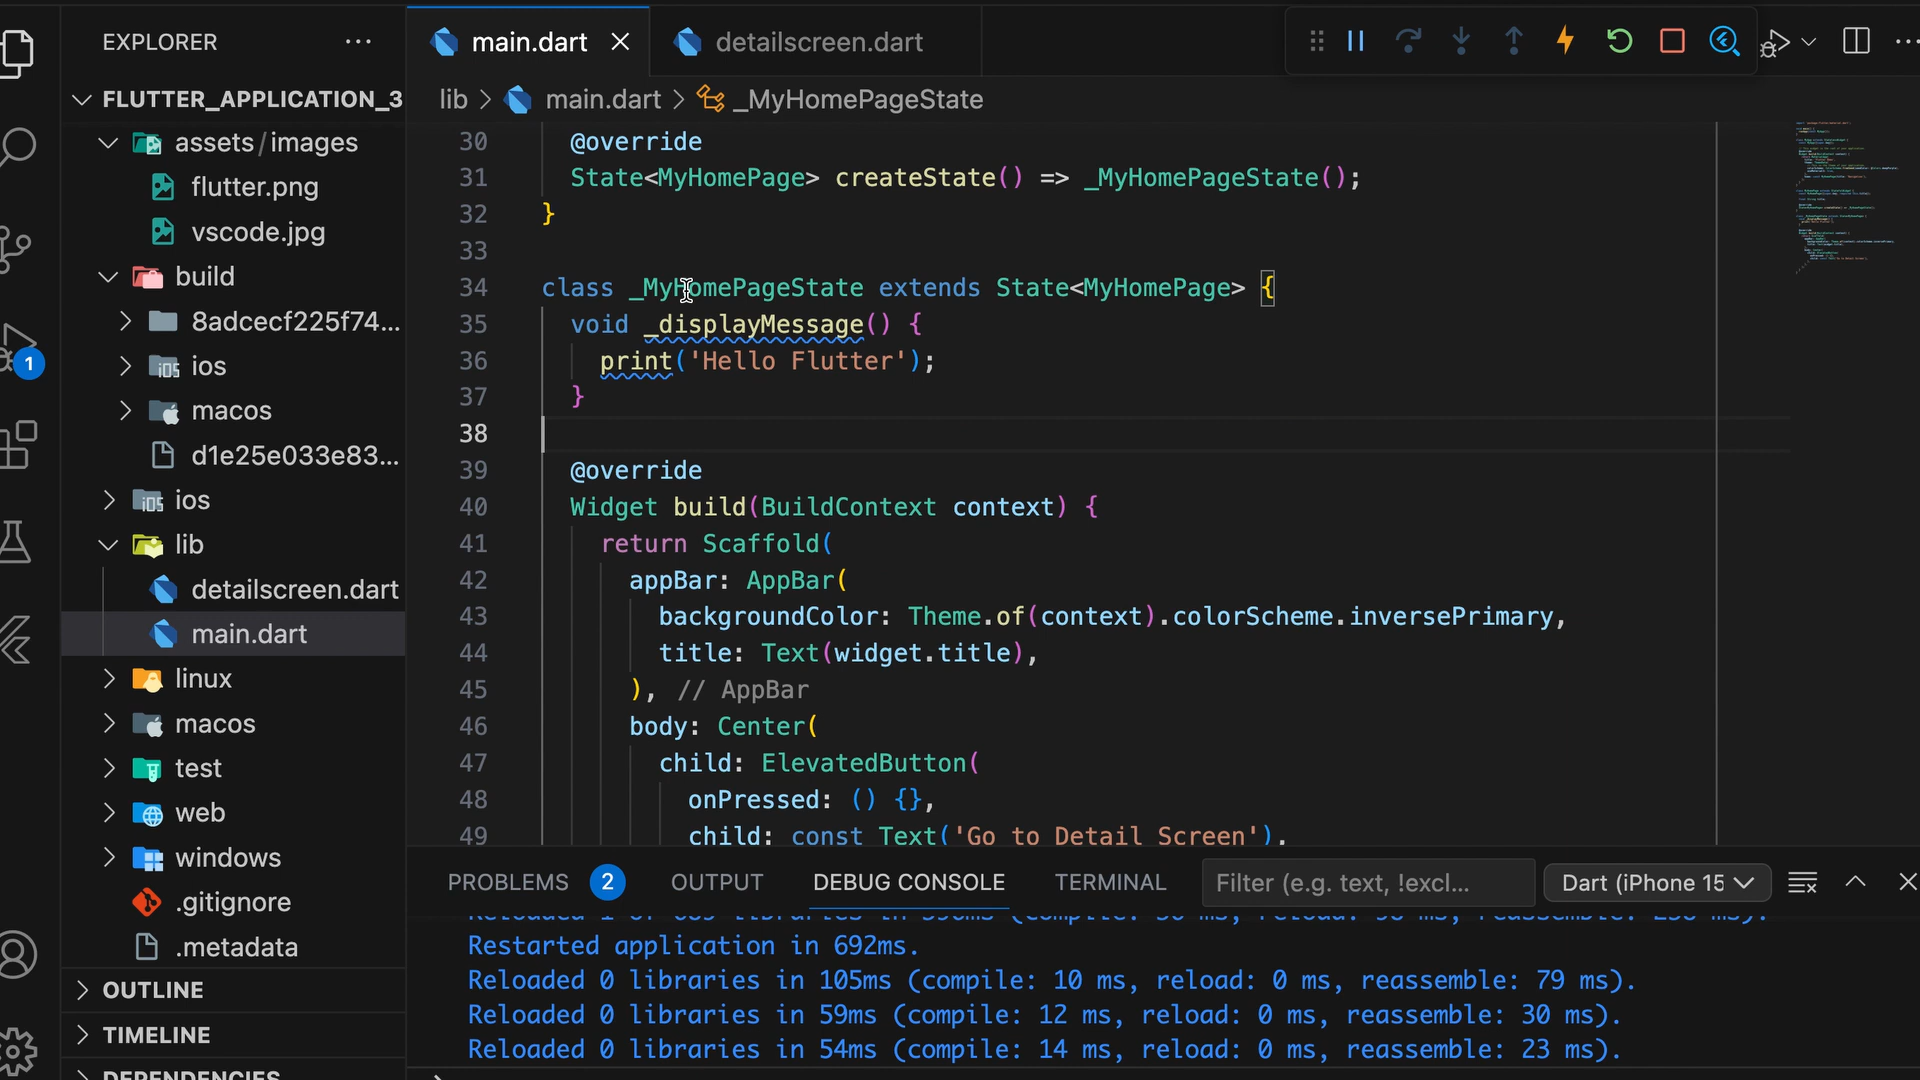 EXPLORER
FLUTTER_APPLICATION_3
assets/images
flutter.png
vscode.jpg
build
8adcecf225f74...
ios
macos
d1e25e033e83...
ios
lib
detailscreen.dart
main.dart
linux
macos
test
web
windows
.gitignore
.metadata
OUTLINE
TIMELINE
DEPENDENCIES
1
main.dart
detailscreen.dart
lib > main.dart > _MyHomePageState
30 @override
31 State<MyHomePage> createState() => _MyHomePageState();
32 }
33
34 class _MyHomePageState extends State<MyHomePage> {
35 void _displayMessage() {
36 print('Hello Flutter');
37 }
38
39 @override
40 Widget build(BuildContext context) {
41 return Scaffold(
42 appBar: AppBar(
43 backgroundColor: Theme.of(context).colorScheme.inversePrimary,
44 title: Text(widget.title),
45 ), // AppBar
46 body: Center(
47 child: ElevatedButton(
48 onPressed: () {},
49 child: const Text('Go to Detail Screen'),
PROBLEMS 2 OUTPUT DEBUG CONSOLE TERMINAL Filter (e.g. text, !excl... Dart (iPhone 15
Restarted application in 692ms.
Reloaded 0 libraries in 105ms (compile: 10 ms, reload: 0 ms, reassemble: 79 ms).
Reloaded 0 libraries in 59ms (compile: 12 ms, reload: 0 ms, reassemble: 30 ms).
Reloaded 0 libraries in 54ms (compile: 14 ms, reload: 0 ms, reassemble: 23 ms).